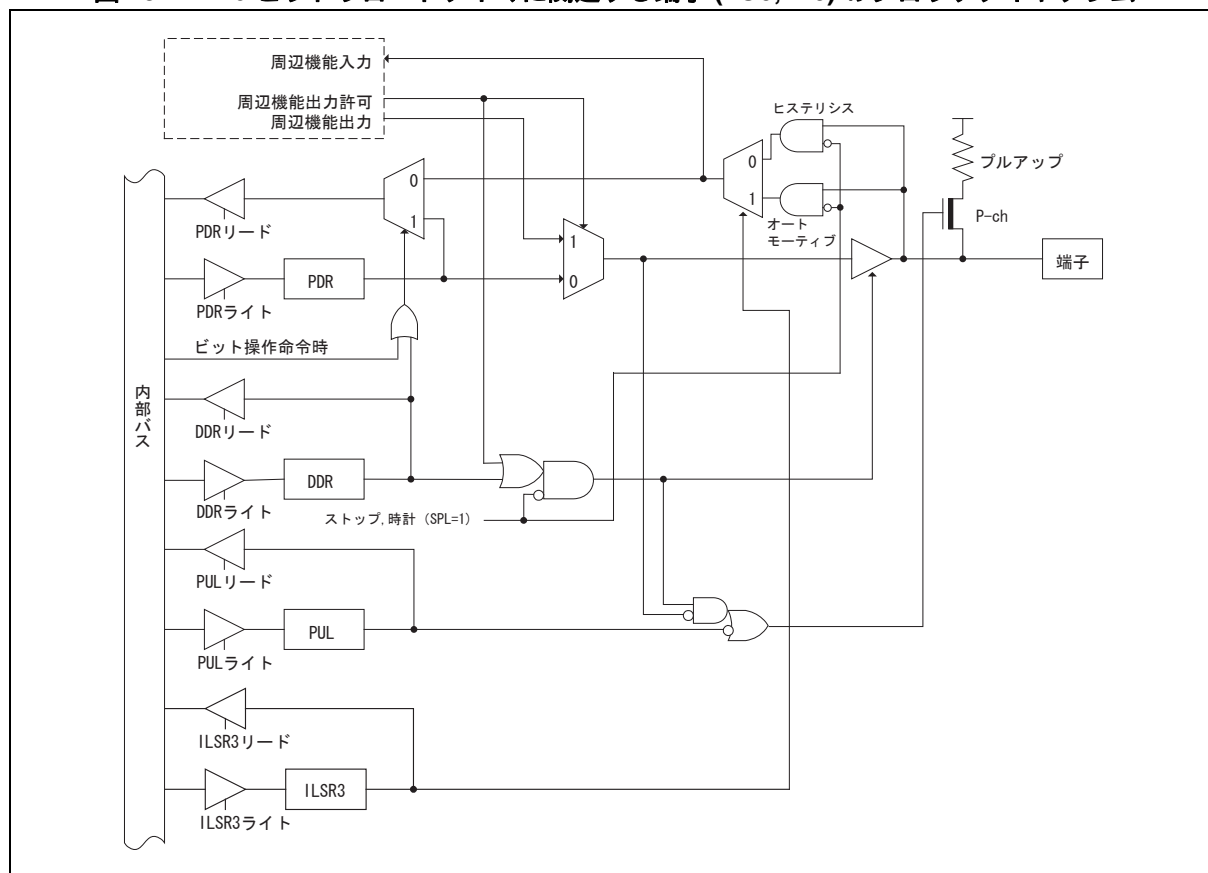 周辺機能入力
周辺機能出力許可
周辺機能出力
ヒステリシス
0
1
オート
モーティブ
プルアップ
P-ch
端子
0
1
1
0
PDRリード
PDR
PDRライト
ビット操作命令時
内部バス
DDRリード
DDR
DDRライト
ストップ,時計 (SPL=1)
PULリード
PUL
PULライト
ILSR3リード
ILSR3
ILSR3ライト